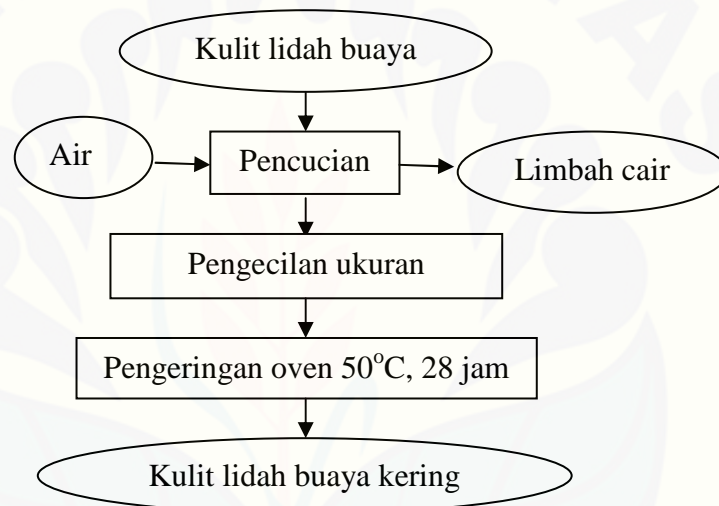 Kulit lidah buaya
Air
Pencucian
Limbah cair
Pengecilan ukuran
Pengeringan oven 50°C, 28 jam
Kulit lidah buaya kering